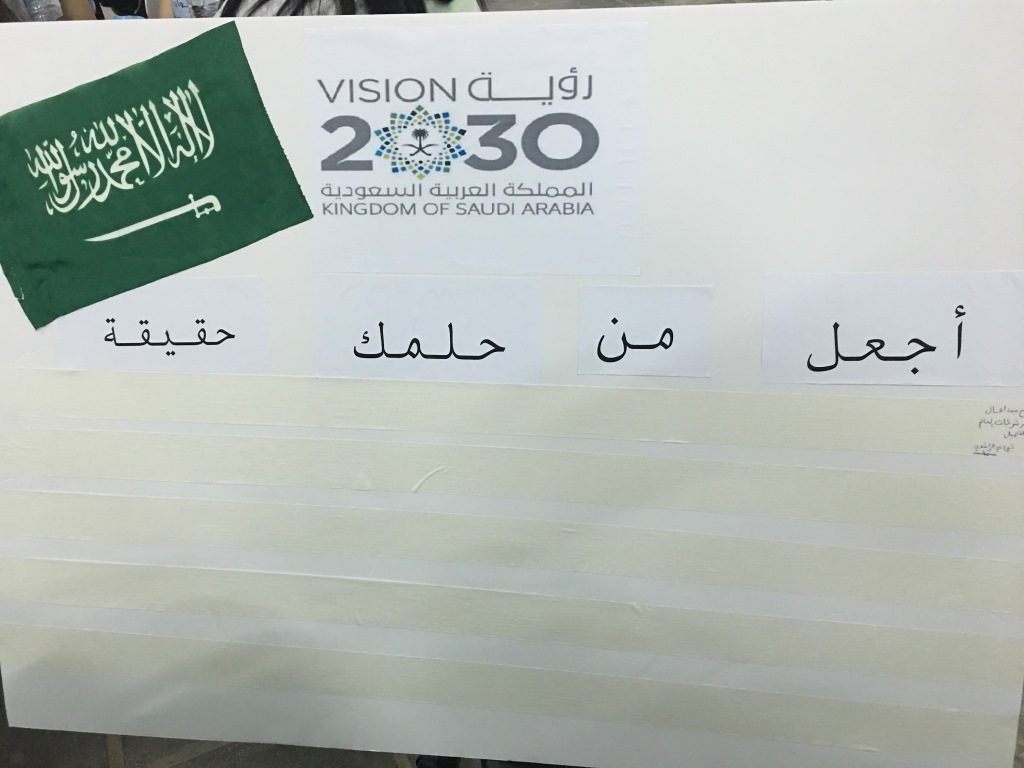 لا إله إلا الله محمد رسول الله
VISION رؤيــة
2030
المملكة العربية السعودية
KINGDOM OF SAUDI ARABIA
أجعل من حلمك حقيقة